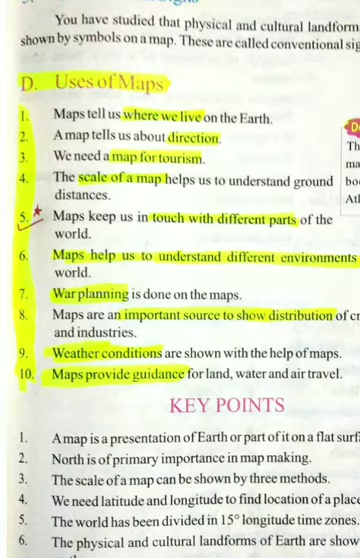 You have studied that physical and cultural landform
shown by symbols on a map. These are called conventional
D. Uses of Maps
1. Maps tell us where we live on the Earth.
2. A map tells us about direction.
3. We need a map for tourism.
4. The scale of a map helps us to understand ground
distances.
5. Maps keep us in touch with different parts of the
world.
6. Maps help us to understand different environments
world.
7. War planning is done on the maps.
8. Maps are an important source to show distribution of
and industries.
9. Weather conditions are shown with the help of maps.
10. Maps provide guidance for land, water and air travel.
KEY POINTS
1. A map is a presentation of Earth or part of it on a flat
2. North is of primary importance in map making.
3. The scale of a map can be shown by three methods.
4. We need latitude and longitude to find location of a
5. The world has been divided in 15° longitude time zones.
6. The physical and cultural landforms of Earth are